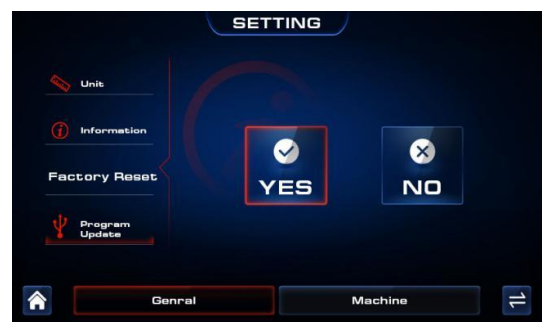 SETTING
Unit
Information
Factory Reset
Program
Update
YES
NO
Genral
Machine